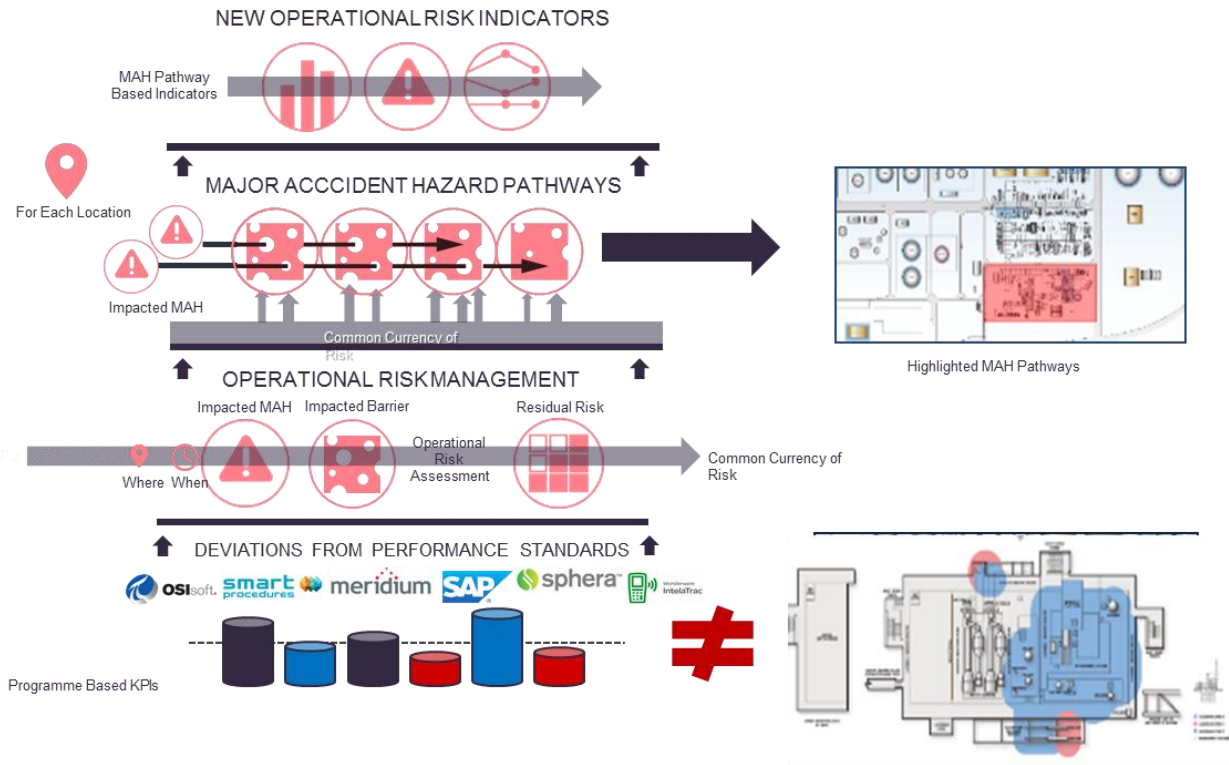 NEW OPERATIONAL RISK INDICATORS
MAH Pathway
Based Indicators
For Each Location
MAJOR ACCCIDENT HAZARD PATHWAYS
Impacted MAH
Common Currency of
Risk
Highlighted MAH Pathways
OPERATIONAL RISK MANAGEMENT
Impacted MAH
Impacted Barrier
Residual Risk
Operational
Risk
Assessment
Where
When
Common Currency of
Risk
DEVIATIONS FROM PERFORMANCE STANDARDS
OSIsoft.
smart
procedures
meridium
SAP
sphera™
Wonderware
IntelaTrac
Programme Based KPIs